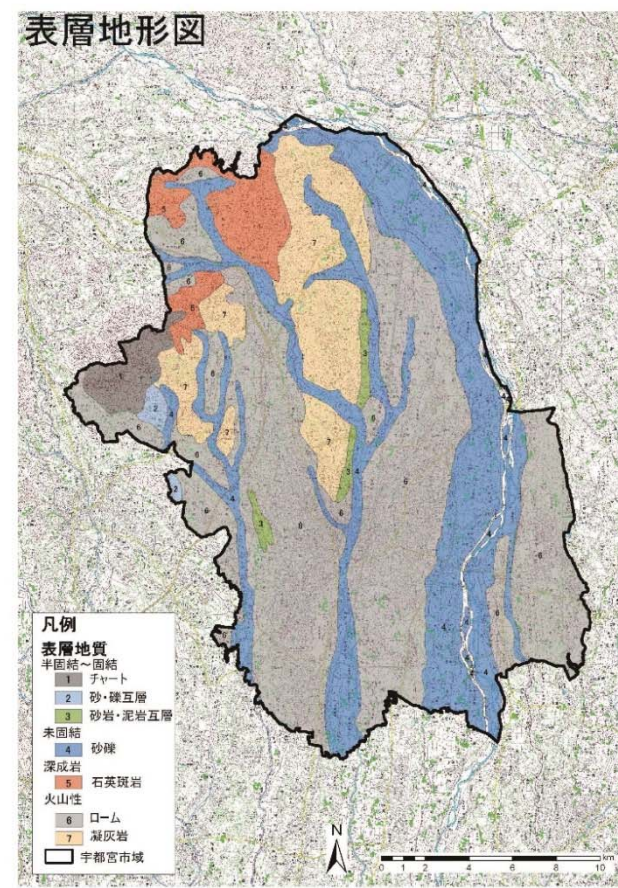 表層地形図
凡例
表層地質
半固結～固結
1 チャート
2 砂・礫互層
3 砂岩・泥岩互層
未固結
4 砂礫
深成岩
5 石英斑岩
火山性
6 ローム
7 凝灰岩
宇都宮市域
N
km
0 1 2 4 6 8 10